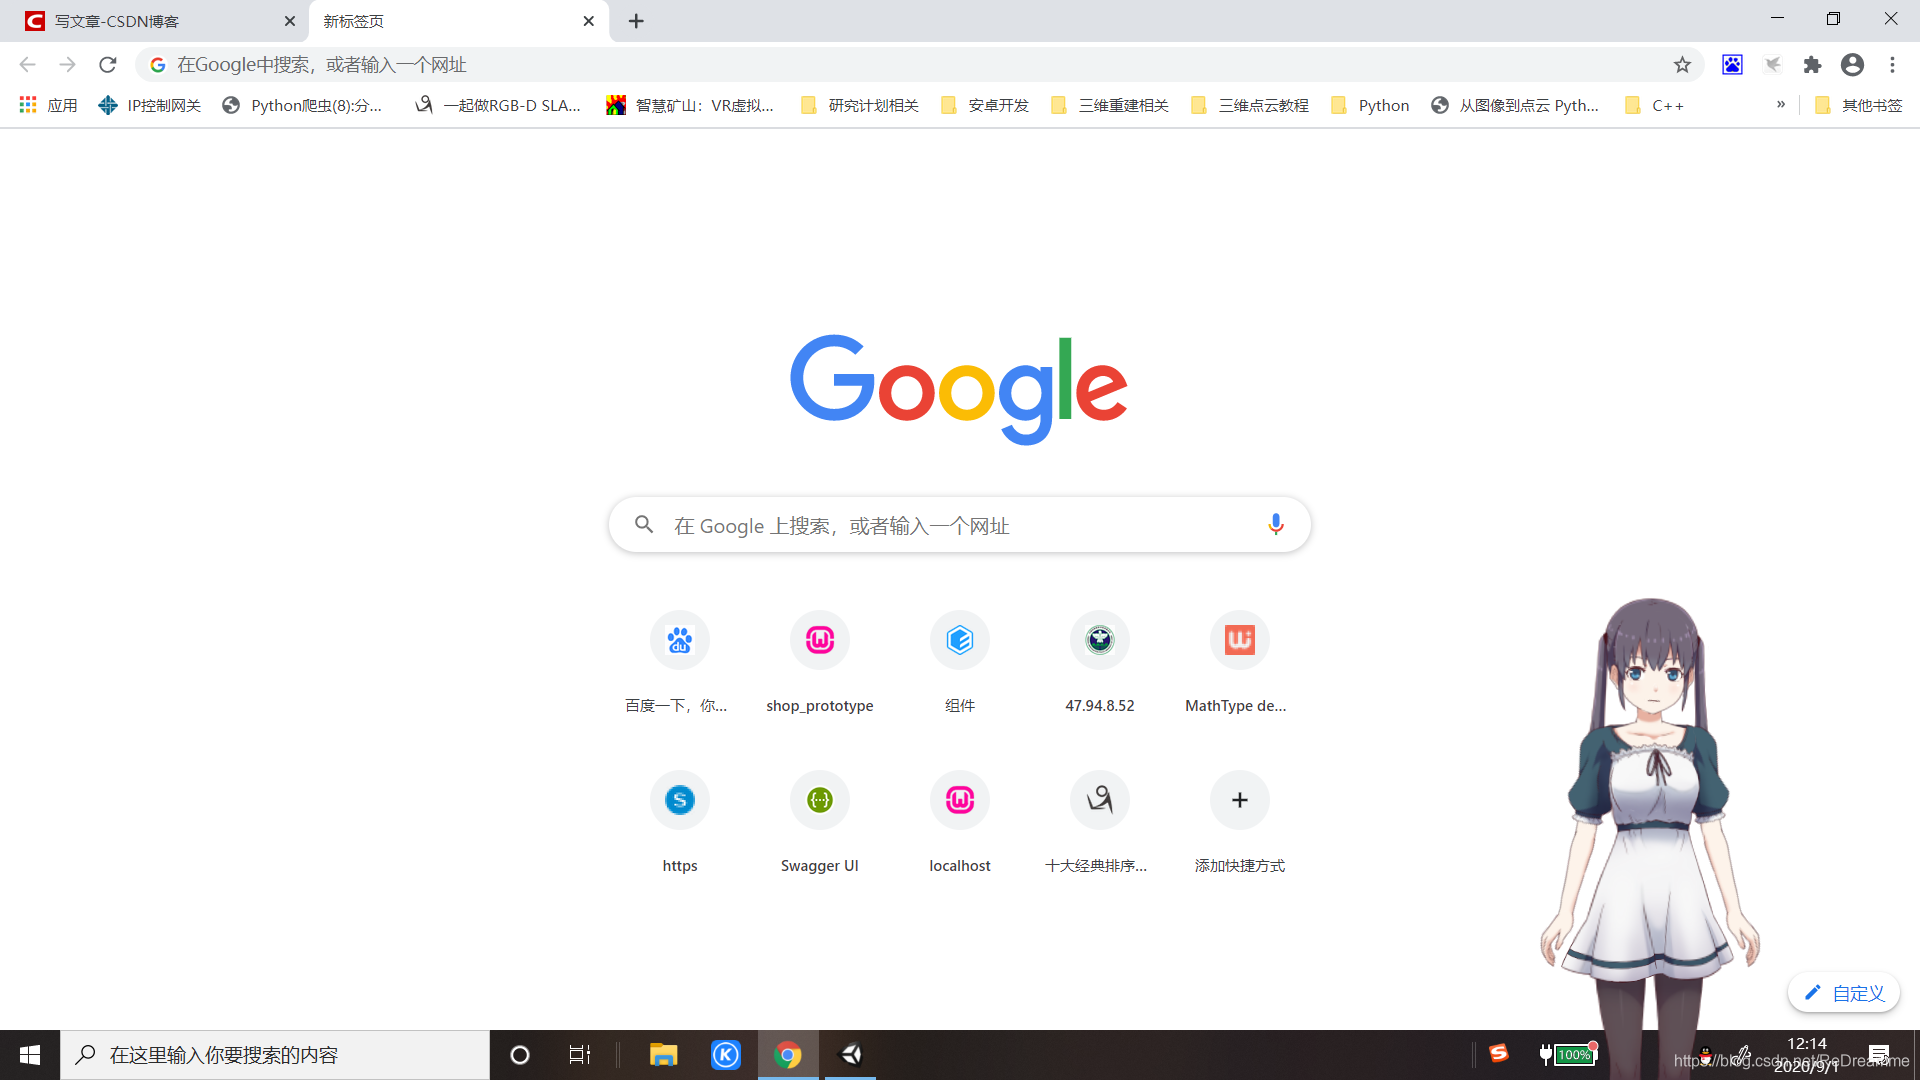 写文章-CSDN博客
新标签页
在Google中搜索，或者输入一个网址
应用
IP控制网关
Python爬虫(8):分...
一起做RGB-D SLA...
智慧矿山：VR虚拟...
研究计划相关
安卓开发
三维重建相关
三维点云教程
Python
从图像到点云 Pyth...
C++
»
其他书签
Google
在 Google 上搜索，或者输入一个网址
百度一下，你...
shop_prototype
组件
47.94.8.52
MathType de...
https
Swagger UI
localhost
十大经典排序...
添加快捷方式
自定义
在这里输入你要搜索的内容
100%
12:14
2020/9/1
https://blog.csdn.net/ReDreamme